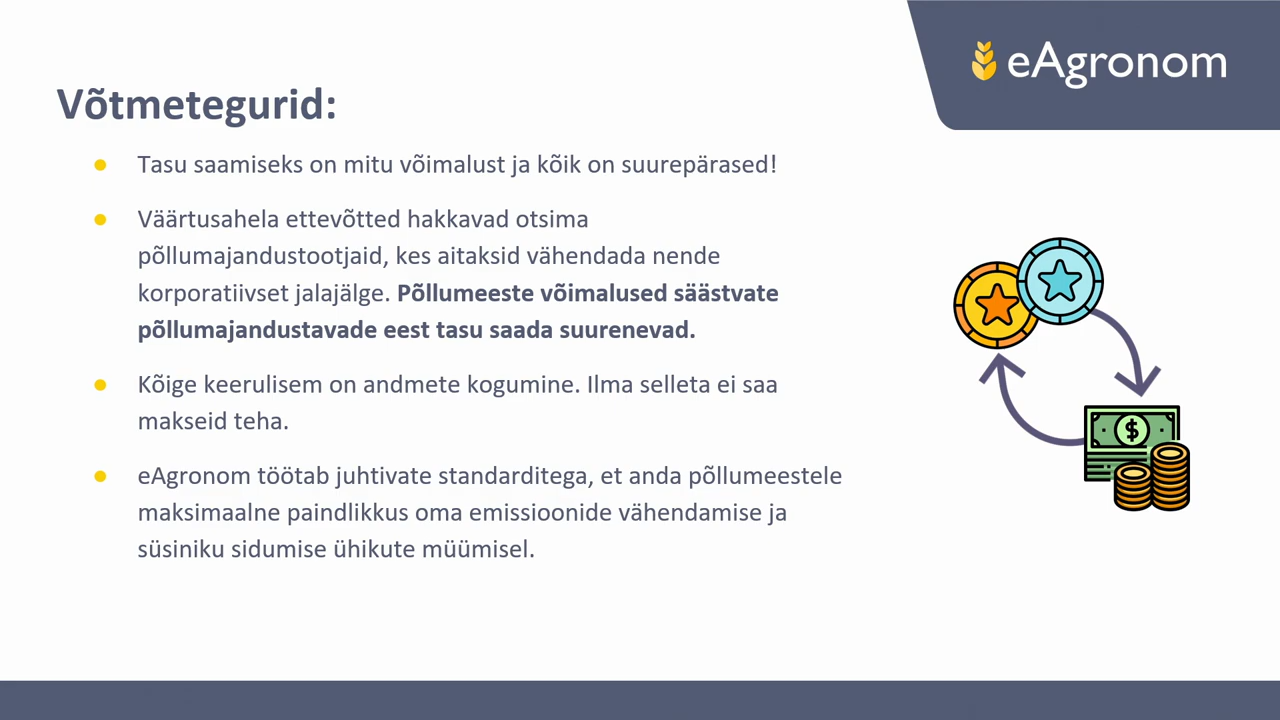 eAgronom
Võtmetegurid:
● Tasu saamiseks on mitu võimalust ja kõik on suurepärased!
● Väärtusahela ettevõtted hakkavad otsima
põllumajandustootjaid, kes aitaksid vähendada nende
korporatiivset jalajälge. Põllumeeste võimalused säästvate
põllumajandustavade eest tasu saada suurenevad.
● Kõige keerulisem on andmete kogumine. Ilma selleta ei saa
makseid teha.
● eAgronom töötab juhtivate standarditega, et anda põllumeestele
maksimaalne paindlikkus oma emissioonide vähendamise ja
süsiniku sidumise ühikute müümisel.
$